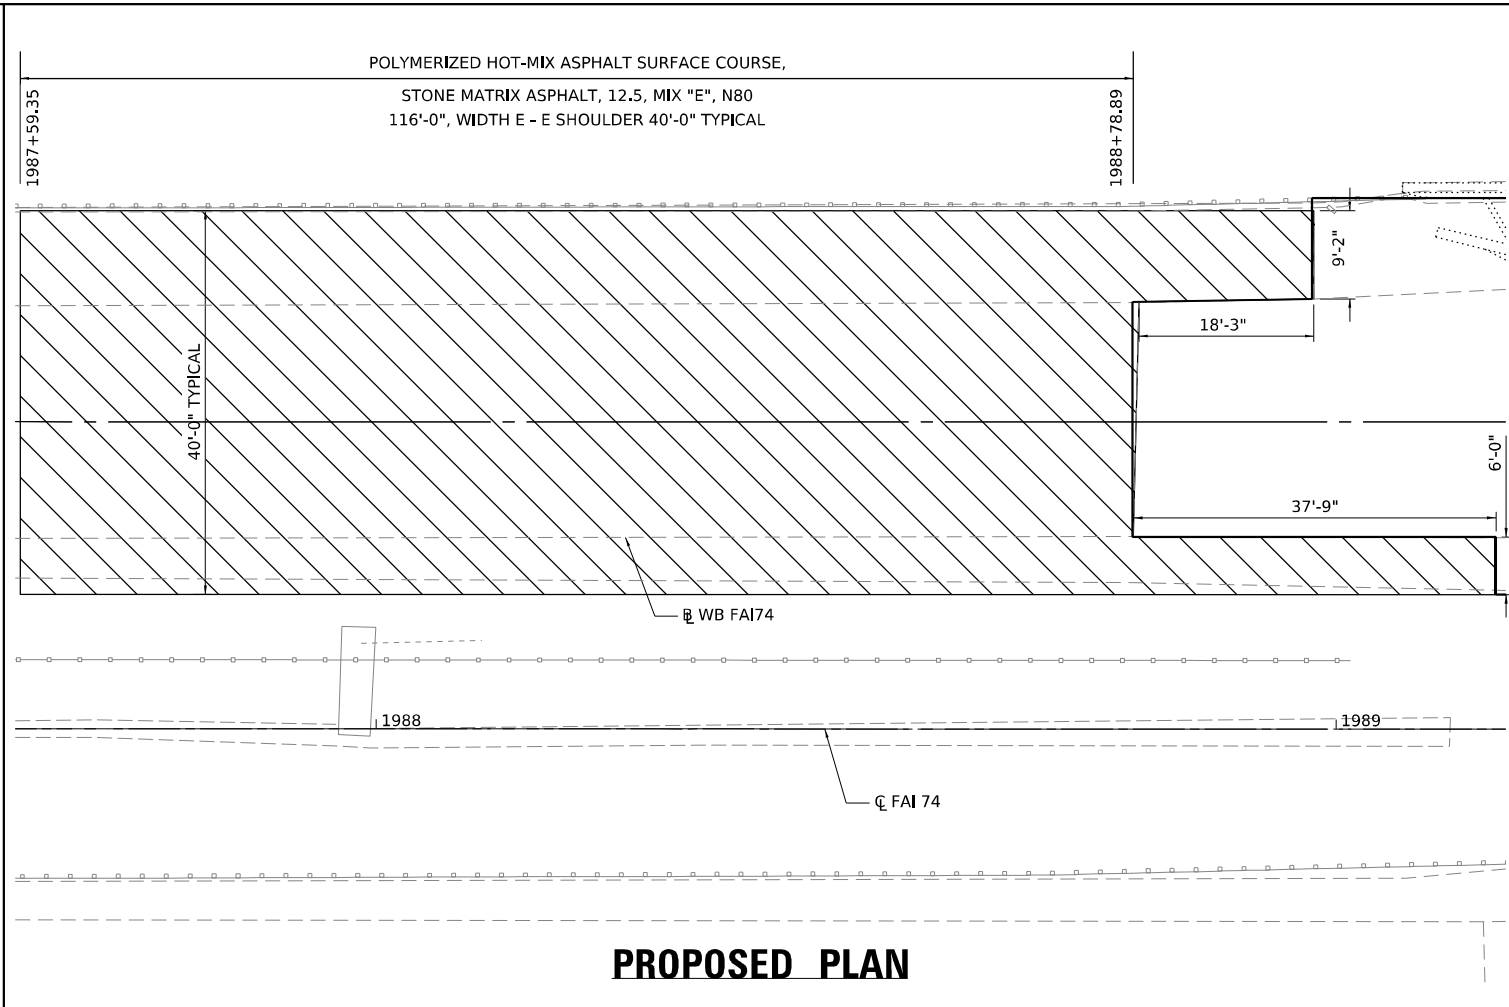 POLYMERIZED HOT-MIX ASPHALT SURFACE COURSE,
STONE MATRIX ASPHALT, 12.5, MIX "E", N80
116'-0", WIDTH E - E SHOULDER 40'-0" TYPICAL
1987+59.35
1988+78.89
9'-2"
18'-3"
40'-0" TYPICAL
6'-0"
37'-9"
℄ WB FAI74
1988
1989
℄ FAI 74
PROPOSED PLAN